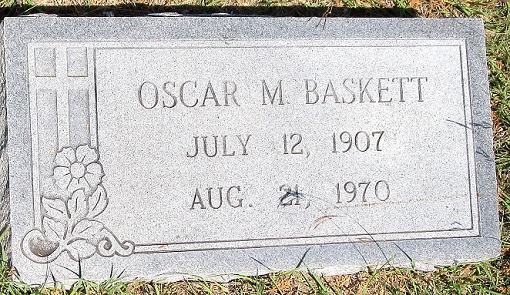 OSCAR M. BASKETT
JULY 12, 1907
AUG. 21, 1970